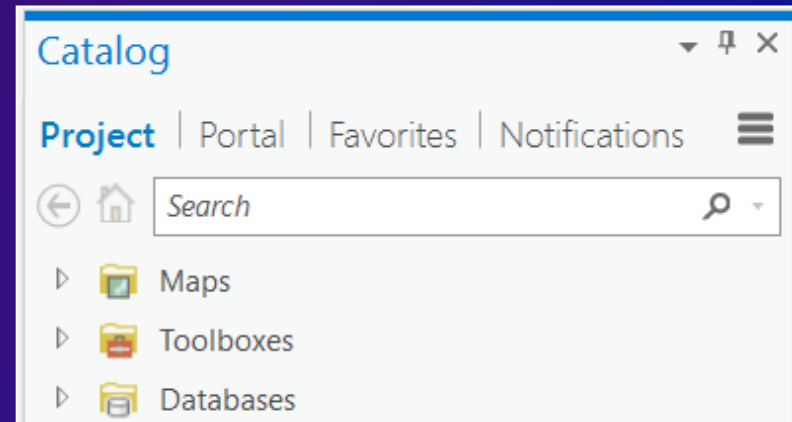 Catalog
Project Portal Favorites Notifications
Search
Maps
Toolboxes
Databases